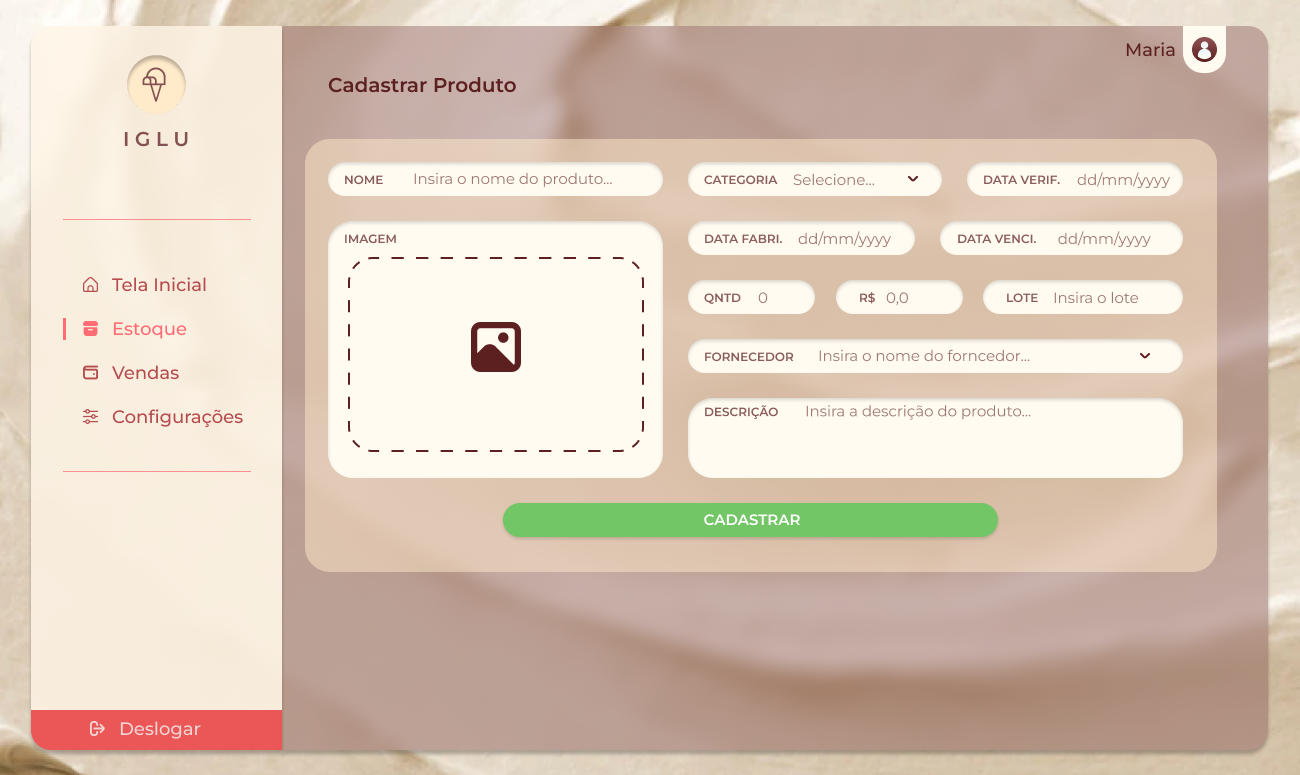 IGLU
Tela Inicial
Estoque
Vendas
Configurações
Deslogar
Maria
Cadastrar Produto
NOME Insira o nome do produto...
CATEGORIA Selecione...
DATA VERIF. dd/mm/yyyy
IMAGEM
DATA FABRI. dd/mm/yyyy
DATA VENCI. dd/mm/yyyy
QNTD 0
R$ 0,0
LOTE Insira o lote
FORNECEDOR Insira o nome do forncedor...
DESCRIÇÃO Insira a descrição do produto...
CADASTRAR